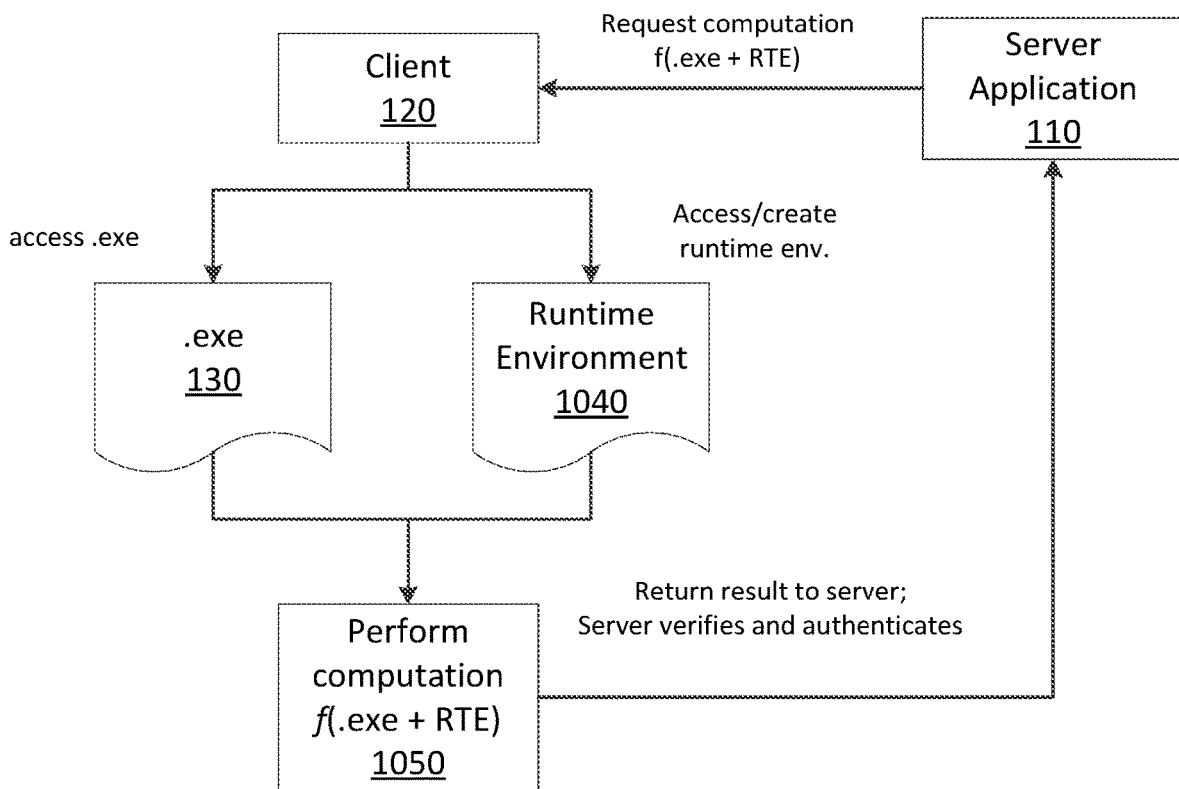 Request computation
f(.exe + RTE)
Client
120
Server
Application
110
access .exe
Access/create
runtime env.
.exe
130
Runtime
Environment
1040
Return result to server;
Server verifies and authenticates
Perform
computation
f(.exe + RTE)
1050